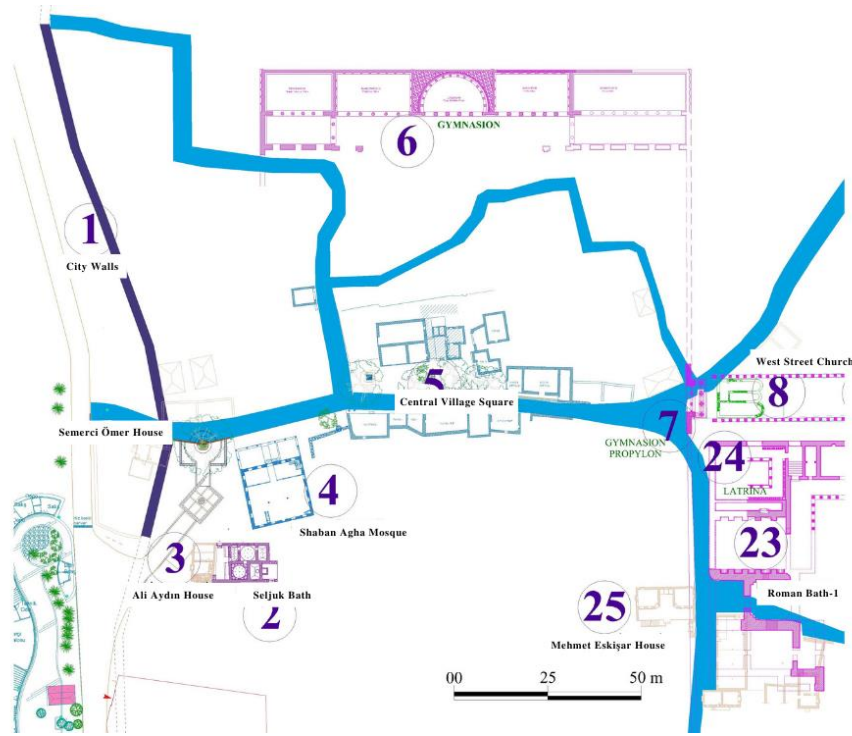 6
GYMNASION
1
City Walls
5
Central Village Square
West Street Church
8
7
GYMNASION
PROPYLON
Semerci Ömer House
24
LATRINA
4
Shaban Agha Mosque
3
23
Ali Aydın House
Seljuk Bath
2
25
Roman Bath-1
Mehmet Eskişar House
00 25 50 m